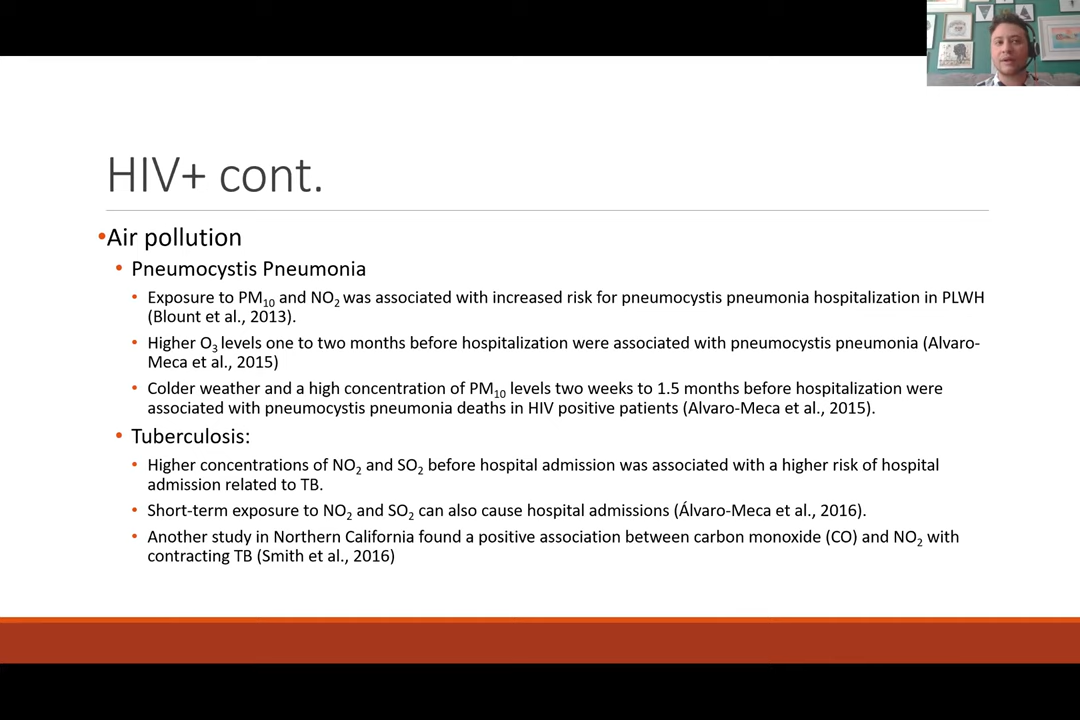 HIV+ cont.
•Air pollution
• Pneumocystis Pneumonia
• Exposure to PM₁₀ and NO₂ was associated with increased risk for pneumocystis pneumonia hospitalization in PLWH
(Blount et al., 2013).
• Higher O₃ levels one to two months before hospitalization were associated with pneumocystis pneumonia (Alvaro-
Meca et al., 2015)
• Colder weather and a high concentration of PM₁₀ levels two weeks to 1.5 months before hospitalization were
associated with pneumocystis pneumonia deaths in HIV positive patients (Alvaro-Meca et al., 2015).
• Tuberculosis:
• Higher concentrations of NO₂ and SO₂ before hospital admission was associated with a higher risk of hospital
admission related to TB.
• Short-term exposure to NO₂ and SO₂ can also cause hospital admissions (Álvaro-Meca et al., 2016).
• Another study in Northern California found a positive association between carbon monoxide (CO) and NO₂ with
contracting TB (Smith et al., 2016)